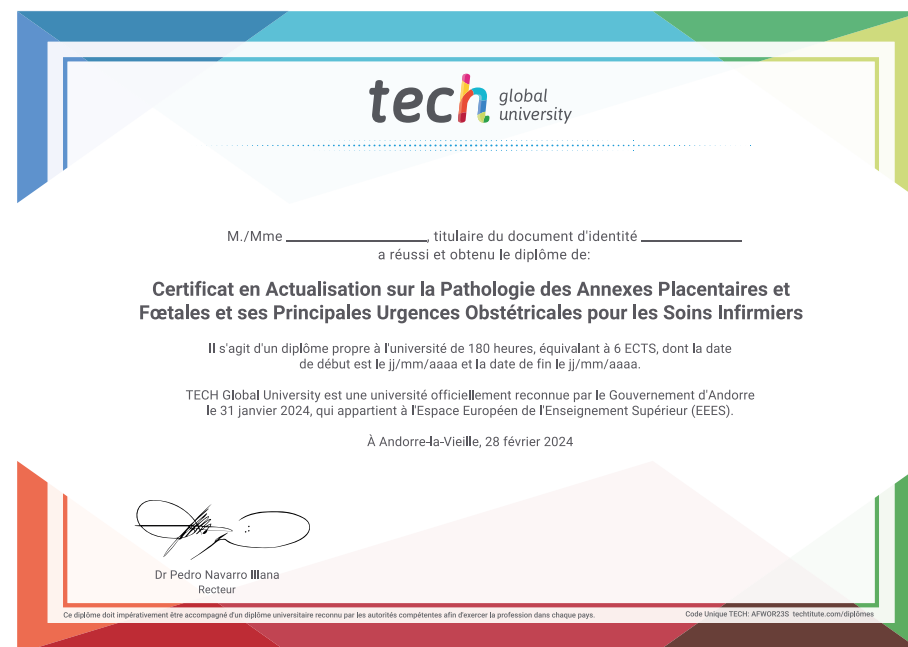 tech global
university
M./Mme ____________, titulaire du document d'identité ____________
a réussi et obtenu le diplôme de:
Certificat en Actualisation sur la Pathologie des Annexes Placentaires et
Fœtales et ses Principales Urgences Obstétricales pour les Soins Infirmiers
Il s'agit d'un diplôme propre à l'université de 180 heures, équivalant à 6 ECTS, dont la date
de début est le jj/mm/aaaa et la date de fin le jj/mm/aaaa.
TECH Global University est une université officiellement reconnue par le Gouvernement d'Andorre
le 31 janvier 2024, qui appartient à l'Espace Européen de l'Enseignement Supérieur (EEES).
À Andorre-la-Vieille, 28 février 2024
Dr Pedro Navarro Illana
Recteur
Ce diplôme doit impérativement être accompagné d'un diplôme universitaire reconnu par les autorités compétentes afin d'exercer la profession dans chaque pays.
Code Unique TECH: AFWOR23S techtitute.com/diplômes